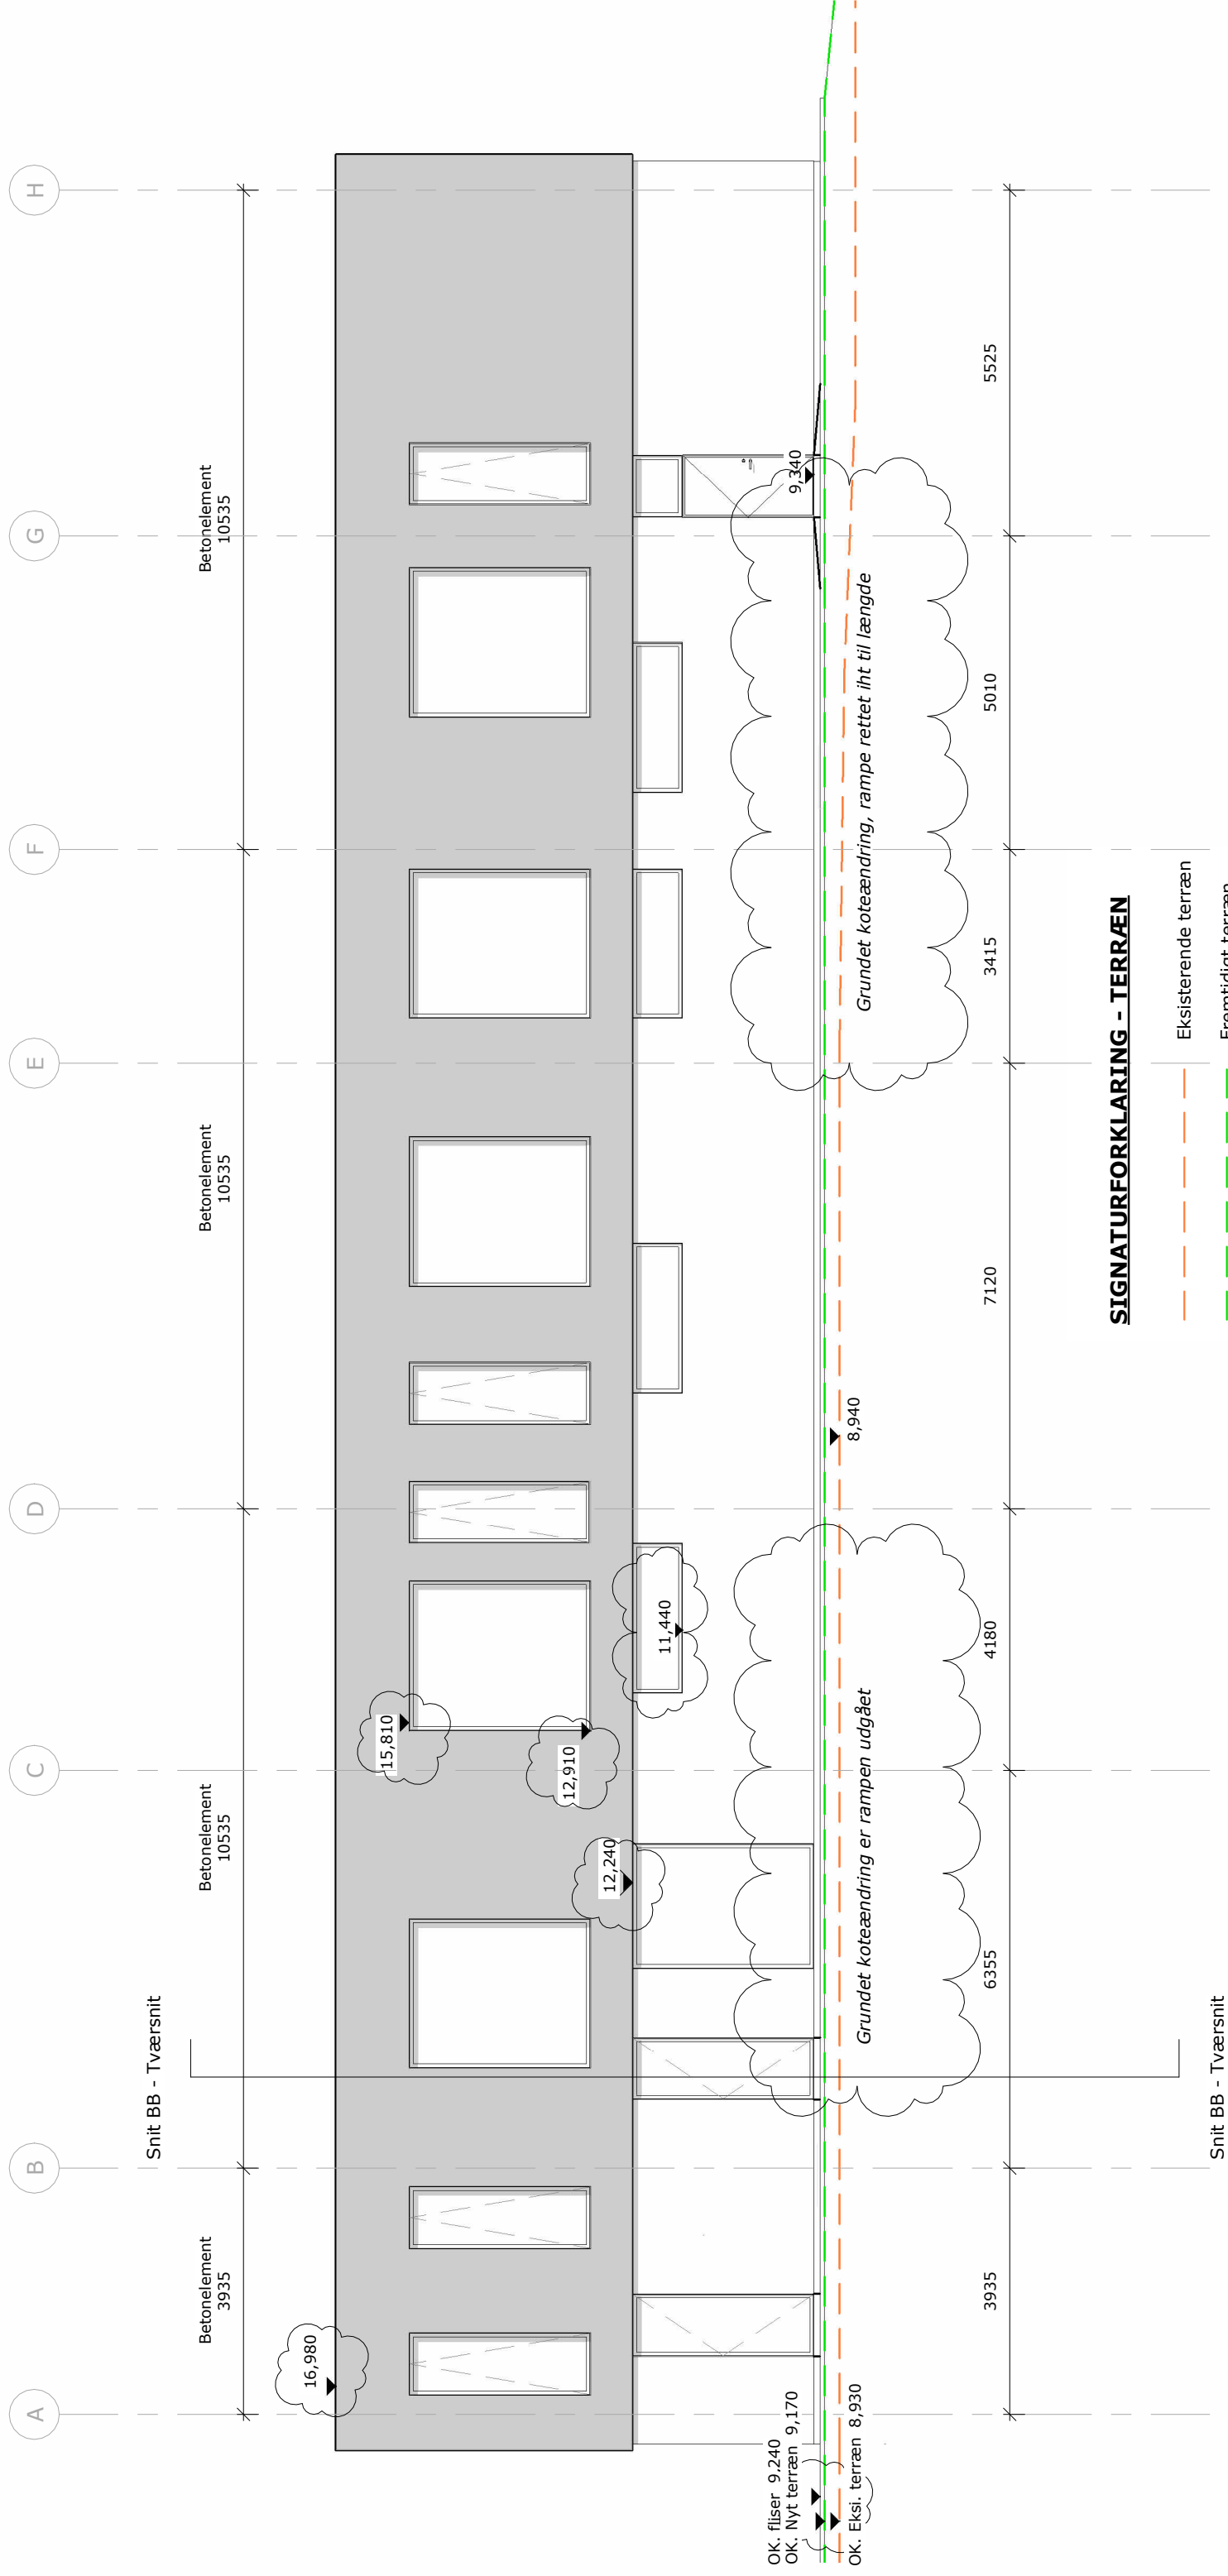 A
B
C
D
E
F
G
H
Snit BB - Tværsnit
Betonelement
3935
Betonelement
10535
Betonelement
10535
Betonelement
10535
16,980
15,810
12,910
12,240
11,440
9,340
OK. fliser 9.240
OK. Nyt terræn 9,170
OK. Eksi. terræn 8,930
8,940
Grundet koteændring er rampen udgået
Grundet koteændring, rampe rettet iht til længde
3935
6355
4180
7120
3415
5010
5525
SIGNATURFORKLARING - TERRÆN
Eksisterende terræn
Fremtidigt terræn
Snit BB - Tværsnit